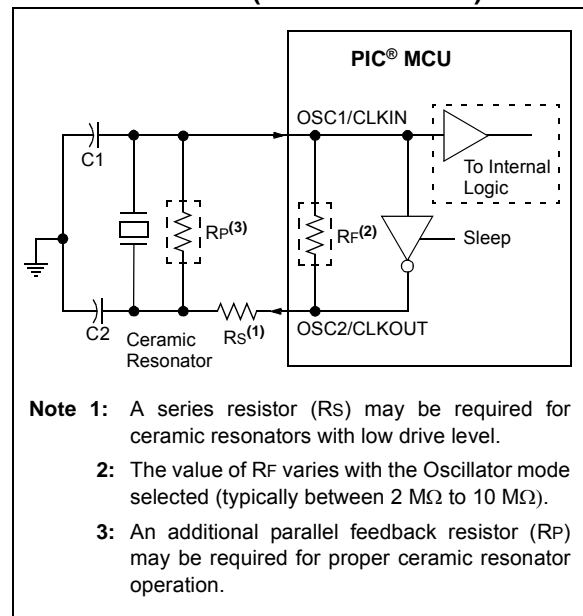 PIC® MCU
OSC1/CLKIN
C1
To Internal
Logic
RP(3)
RF(2)
Sleep
C2
Ceramic
Resonator
RS(1)
OSC2/CLKOUT
Note 1: A series resistor (RS) may be required for
ceramic resonators with low drive level.
2: The value of RF varies with the Oscillator mode
selected (typically between 2 MΩ to 10 MΩ).
3: An additional parallel feedback resistor (RP)
may be required for proper ceramic resonator
operation.